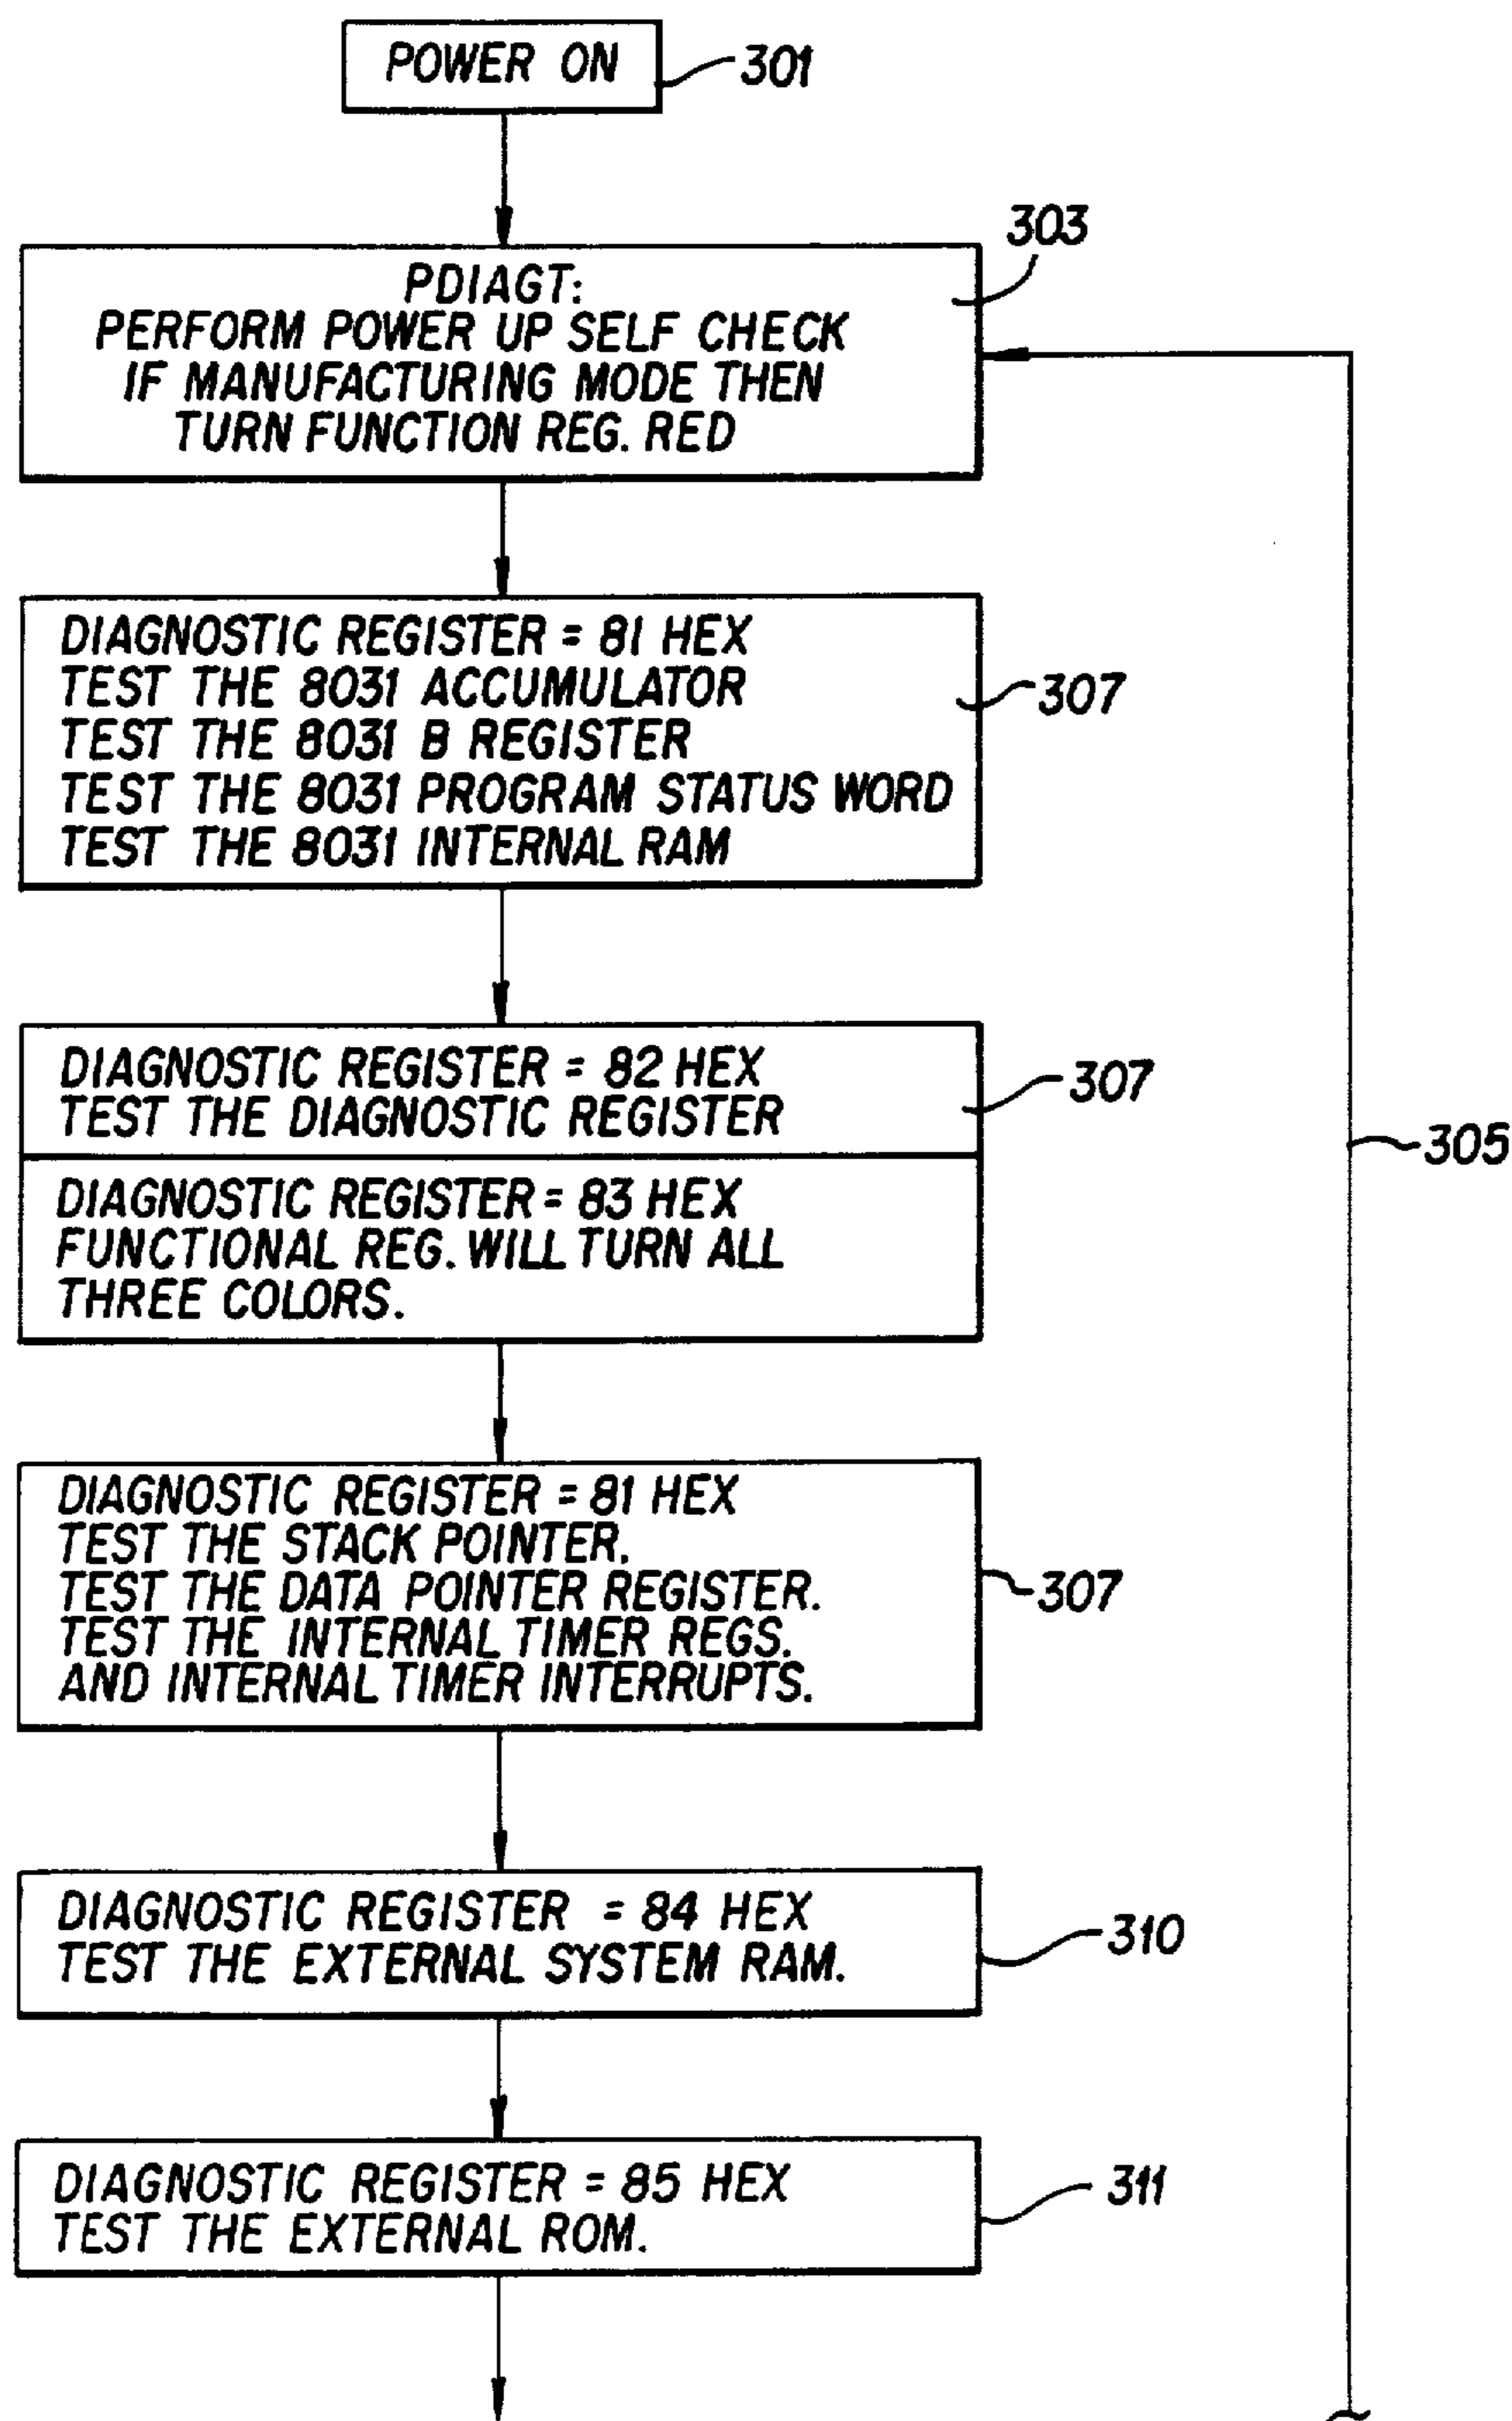 POWER ON
301
303
PDIAGT:
PERFORM POWER UP SELF CHECK
IF MANUFACTURING MODE THEN
TURN FUNCTION REG. RED
DIAGNOSTIC REGISTER = 81 HEX
TEST THE 8031 ACCUMULATOR
307
TEST THE 8031 B REGISTER
TEST THE 8031 PROGRAM STATUS WORD
TEST THE 8031 INTERNAL RAM
DIAGNOSTIC REGISTER = 82 HEX
307
TEST THE DIAGNOSTIC REGISTER
305
DIAGNOSTIC REGISTER = 83 HEX
FUNCTIONAL REG. WILL TURN ALL
THREE COLORS.
DIAGNOSTIC REGISTER = 81 HEX
TEST THE STACK POINTER.
TEST THE DATA POINTER REGISTER.
307
TEST THE INTERNAL TIMER REGS.
AND INTERNAL TIMER INTERRUPTS.
DIAGNOSTIC REGISTER = 84 HEX
310
TEST THE EXTERNAL SYSTEM RAM.
DIAGNOSTIC REGISTER = 85 HEX
311
TEST THE EXTERNAL ROM.